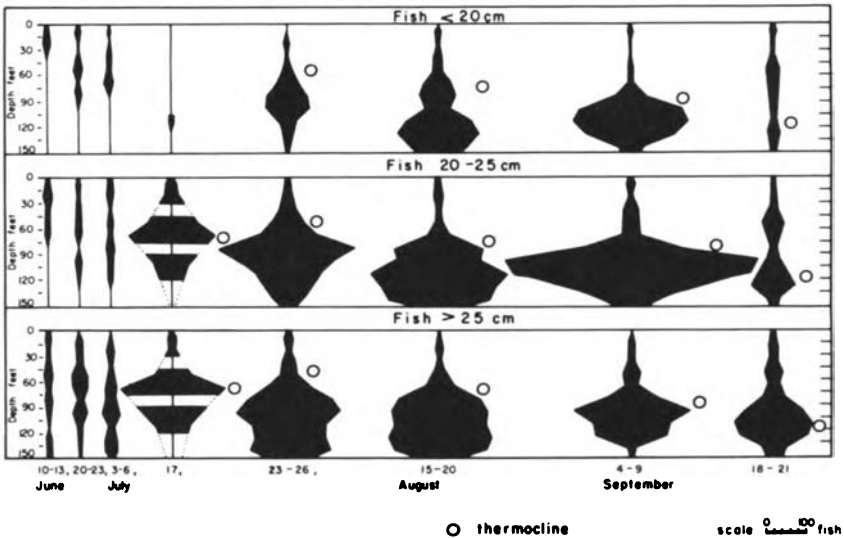 Fish < 20 cm
Depth feet
0
30
60
90
120
150
Fish 20-25 cm
Depth feet
0
30
60
90
120
150
Fish > 25 cm
Depth feet
0
30
60
90
120
150
10-13, 20-23, 3-6, 17, 23-26, 15-20 4-9 18-21
June July August September
thermocline scale 0 100 fish